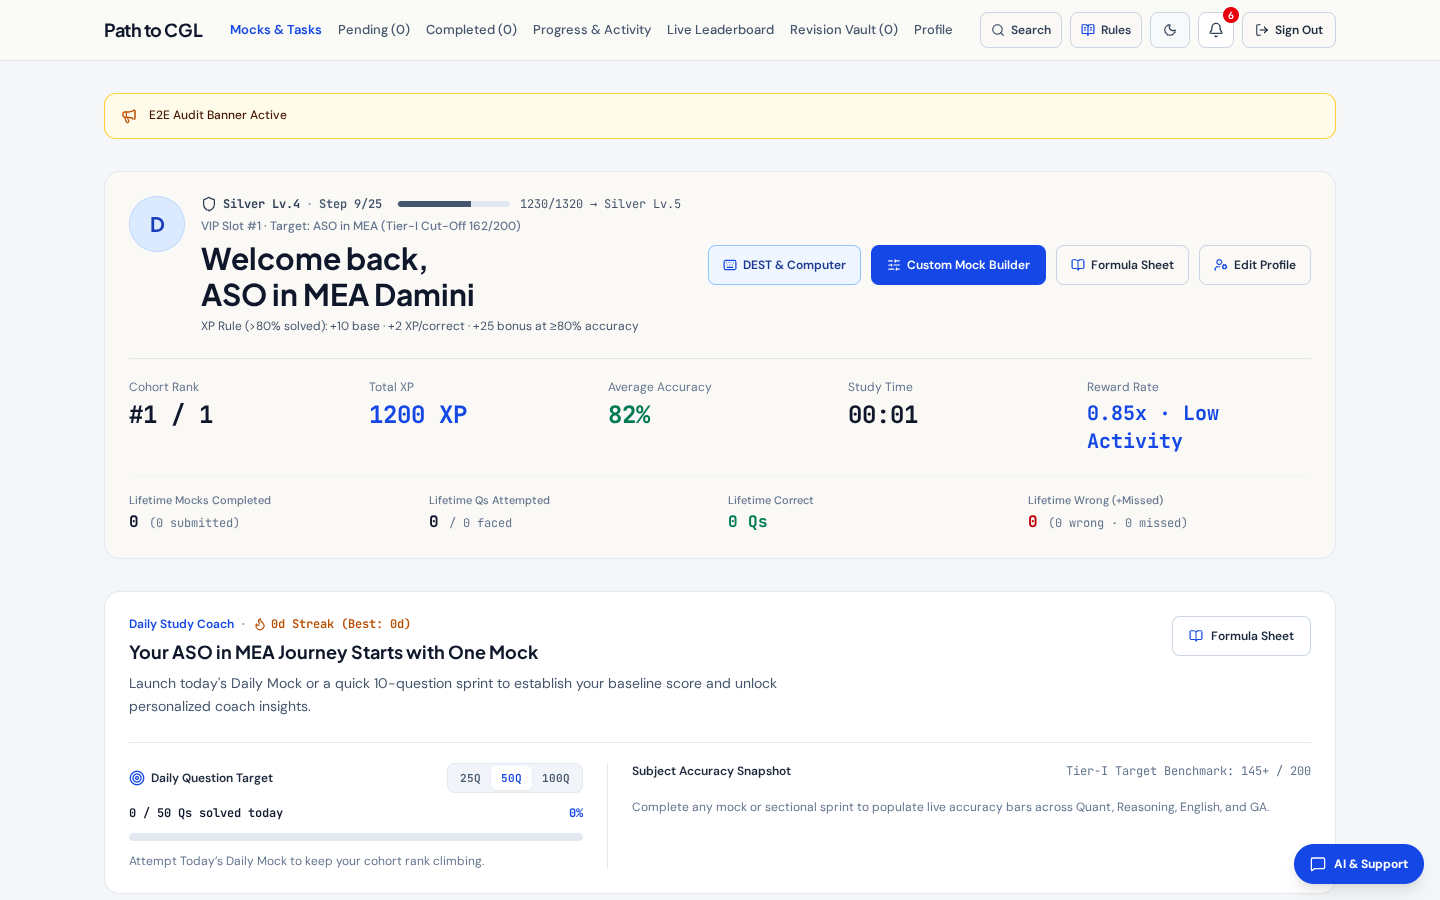 Path to CGL
Mocks & Tasks
Pending (0)
Completed (0)
Progress & Activity
Live Leaderboard
Revision Vault (0)
Profile
Search
Rules
6
Sign Out
E2E Audit Banner Active
D
Silver Lv.4 · Step 9/25
1230/1320 → Silver Lv.5
VIP Slot #1 · Target: ASO in MEA (Tier-I Cut-Off 162/200)
Welcome back,
ASO in MEA Damini
XP Rule (>80% solved): +10 base · +2 XP/correct · +25 bonus at ≥80% accuracy
DEST & Computer
Custom Mock Builder
Formula Sheet
Edit Profile
Cohort Rank
#1 / 1
Total XP
1200 XP
Average Accuracy
82%
Study Time
00:01
Reward Rate
0.85x · Low
Activity
Lifetime Mocks Completed
0 (0 submitted)
Lifetime Qs Attempted
0 / 0 faced
Lifetime Correct
0 Qs
Lifetime Wrong (+Missed)
0 (0 wrong · 0 missed)
Daily Study Coach · 0d Streak (Best: 0d)
Your ASO in MEA Journey Starts with One Mock
Launch today's Daily Mock or a quick 10-question sprint to establish your baseline score and unlock
personalized coach insights.
Formula Sheet
Daily Question Target
25Q
50Q
100Q
0 / 50 Qs solved today
0%
Attempt Today's Daily Mock to keep your cohort rank climbing.
Subject Accuracy Snapshot
Tier-I Target Benchmark: 145+ / 200
Complete any mock or sectional sprint to populate live accuracy bars across Quant, Reasoning, English, and GA.
AI & Support